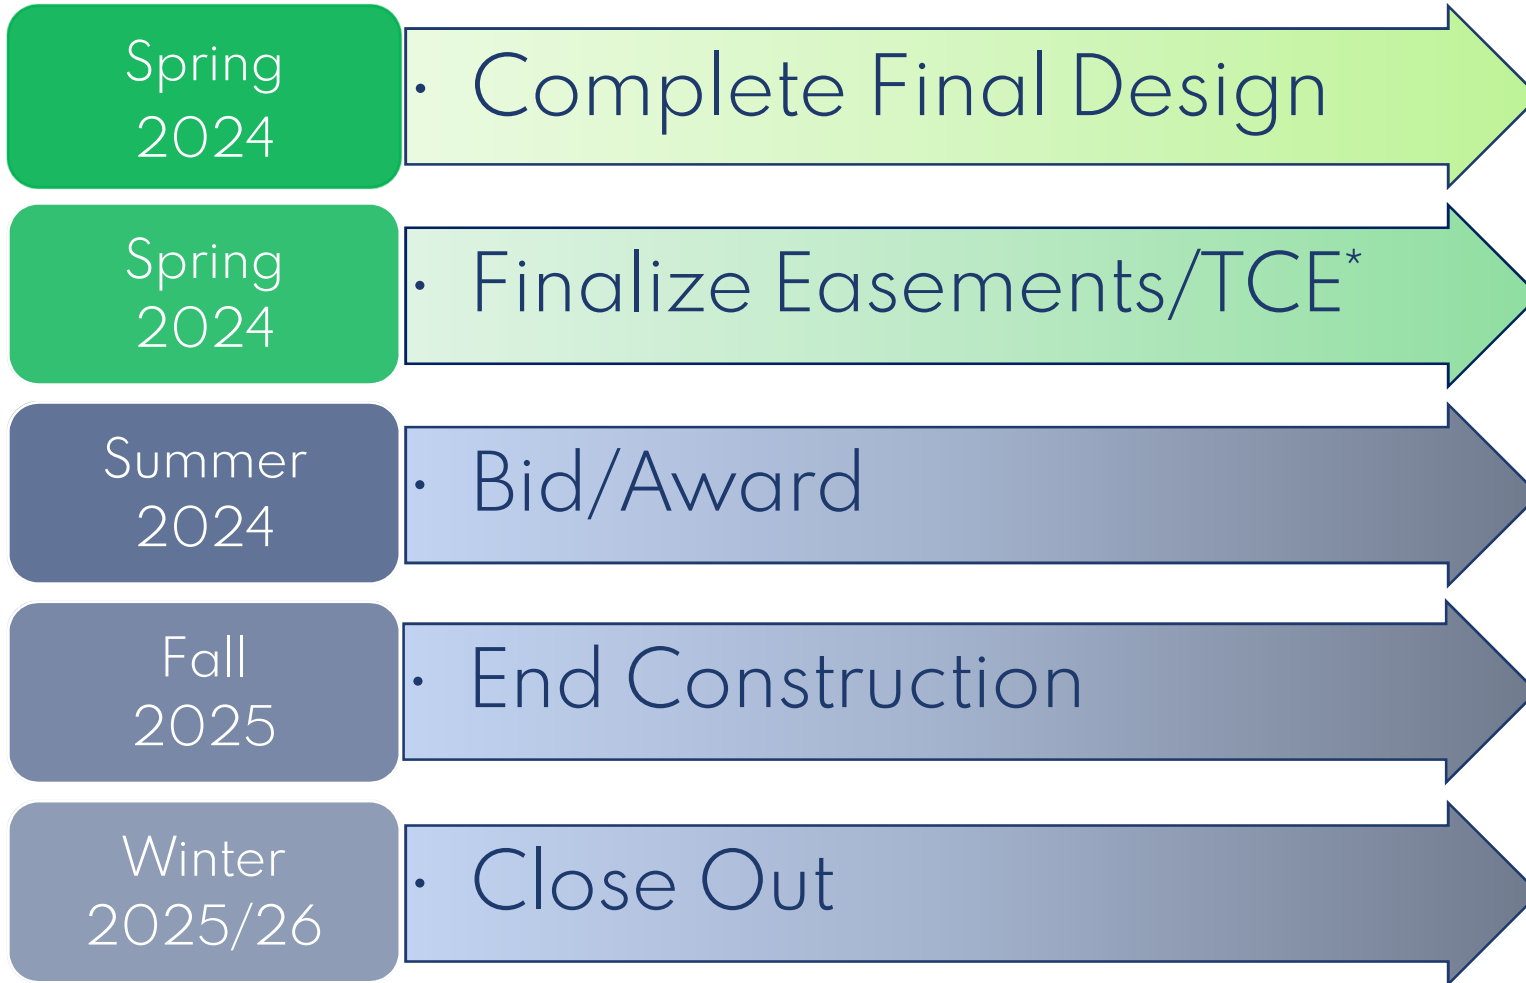 Spring
2024
• Complete Final Design
Spring
2024
• Finalize Easements/TCE*
Summer
2024
• Bid/Award
Fall
2025
• End Construction
Winter
2025/26
• Close Out